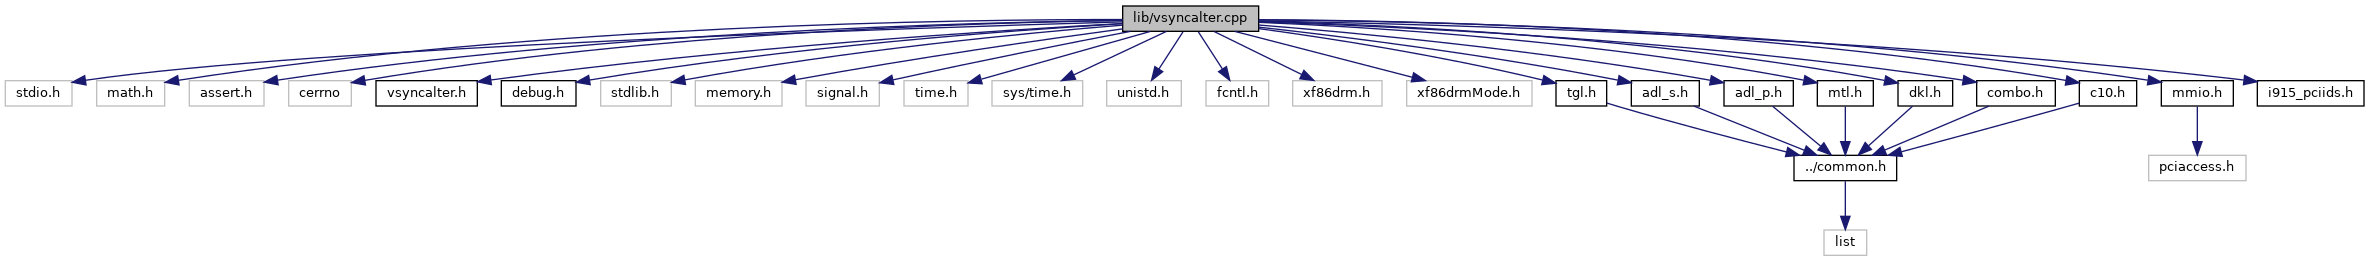 lib/vsyncalter.cpp
stdio.h
math.h
assert.h
cerrno
vsyncalter.h
debug.h
stdlib.h
memory.h
signal.h
time.h
sys/time.h
unistd.h
fcntl.h
xf86drm.h
xf86drmMode.h
tgl.h
adl_s.h
adl_p.h
mtl.h
dkl.h
combo.h
c10.h
mmio.h
i915_pciids.h
../common.h
pciaccess.h
list